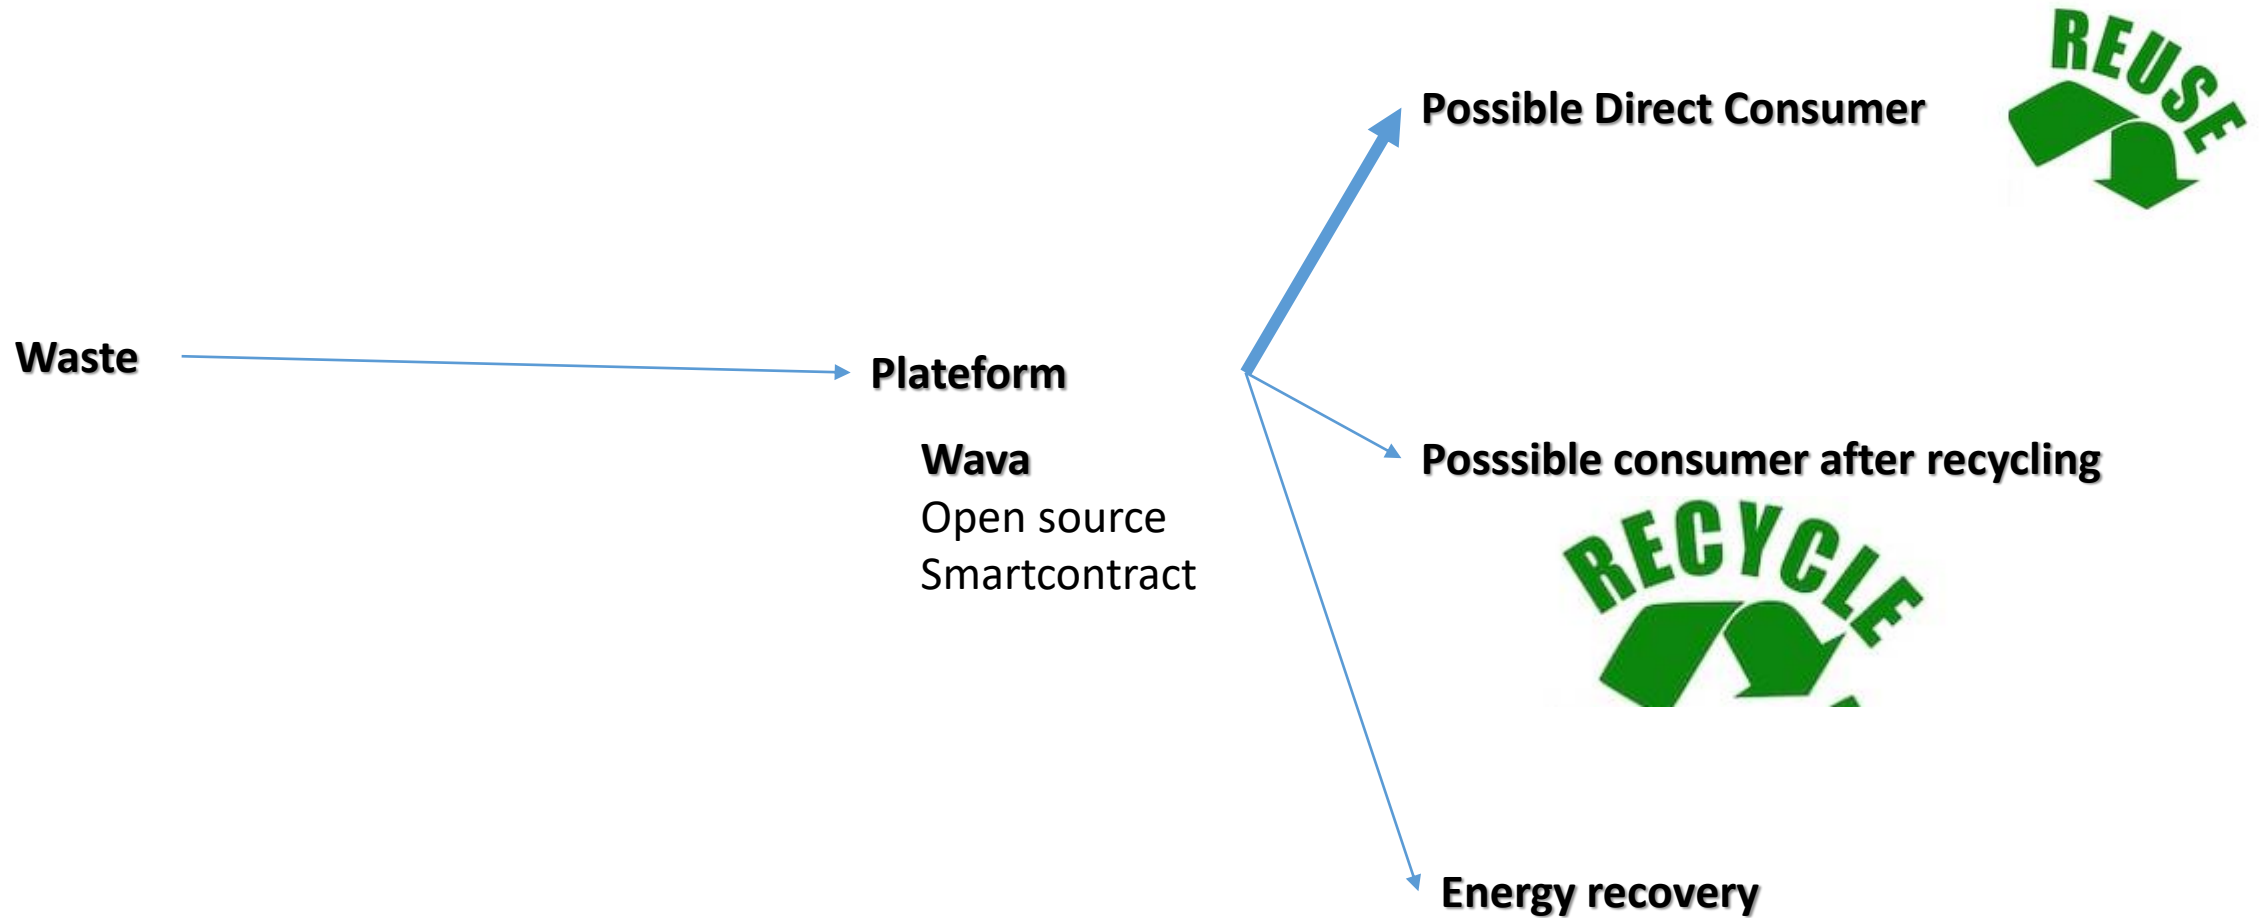 REUSE
Possible Direct Consumer
Waste
Plateform
Wava
Open source
Smartcontract
Posssible consumer after recycling
RECYCLE
Energy recovery